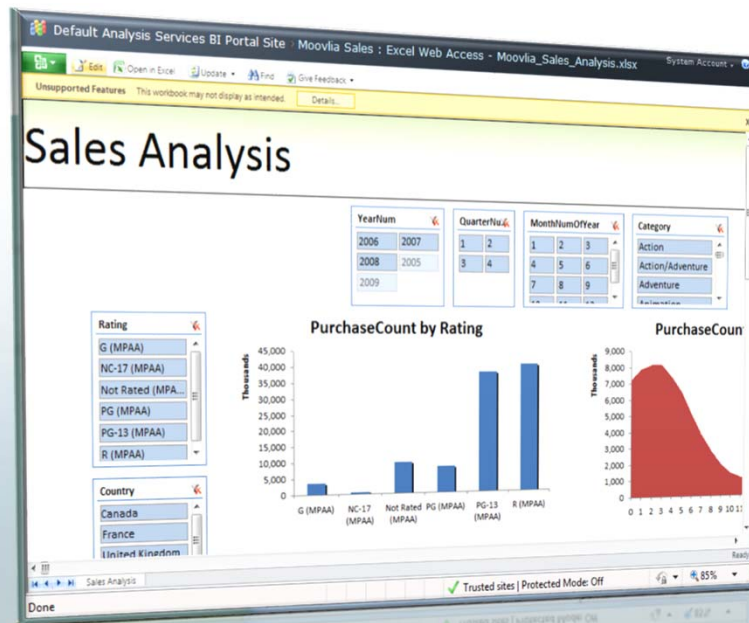 Default Analysis Services BI Portal Site › Moovlia Sales : Excel Web Access - Moovlia_Sales_Analysis.xlsx System Account
Edit Open in Excel Update Find Give Feedback
Unsupported Features This workbook may not display as intended. Details...
Sales Analysis
YearNum
2006 2007
2008 2005
2009
QuarterNu
1 2
3 4
MonthNumOfYear
1 2 3
4 5 6
7 8 9
Category
Action
Action/Adventure
Adventure
Animation
Rating
G (MPAA)
NC-17 (MPAA)
Not Rated (MPA...
PG (MPAA)
PG-13 (MPAA)
R (MPAA)
Country
Canada
France
United Kingdom
PurchaseCount by Rating
Thousands
45,000
40,000
35,000
30,000
25,000
20,000
15,000
10,000
5,000
0
G (MPAA) NC-17 (MPAA) Not Rated (MPAA) PG (MPAA) PG-13 (MPAA) R (MPAA)
PurchaseCount
Thousands
9,000
8,000
7,000
6,000
5,000
4,000
3,000
2,000
1,000
0
0 1 2 3 4 5 6 7 8 9 10 11
Sales Analysis
Ready
Done Trusted sites | Protected Mode: Off 85%